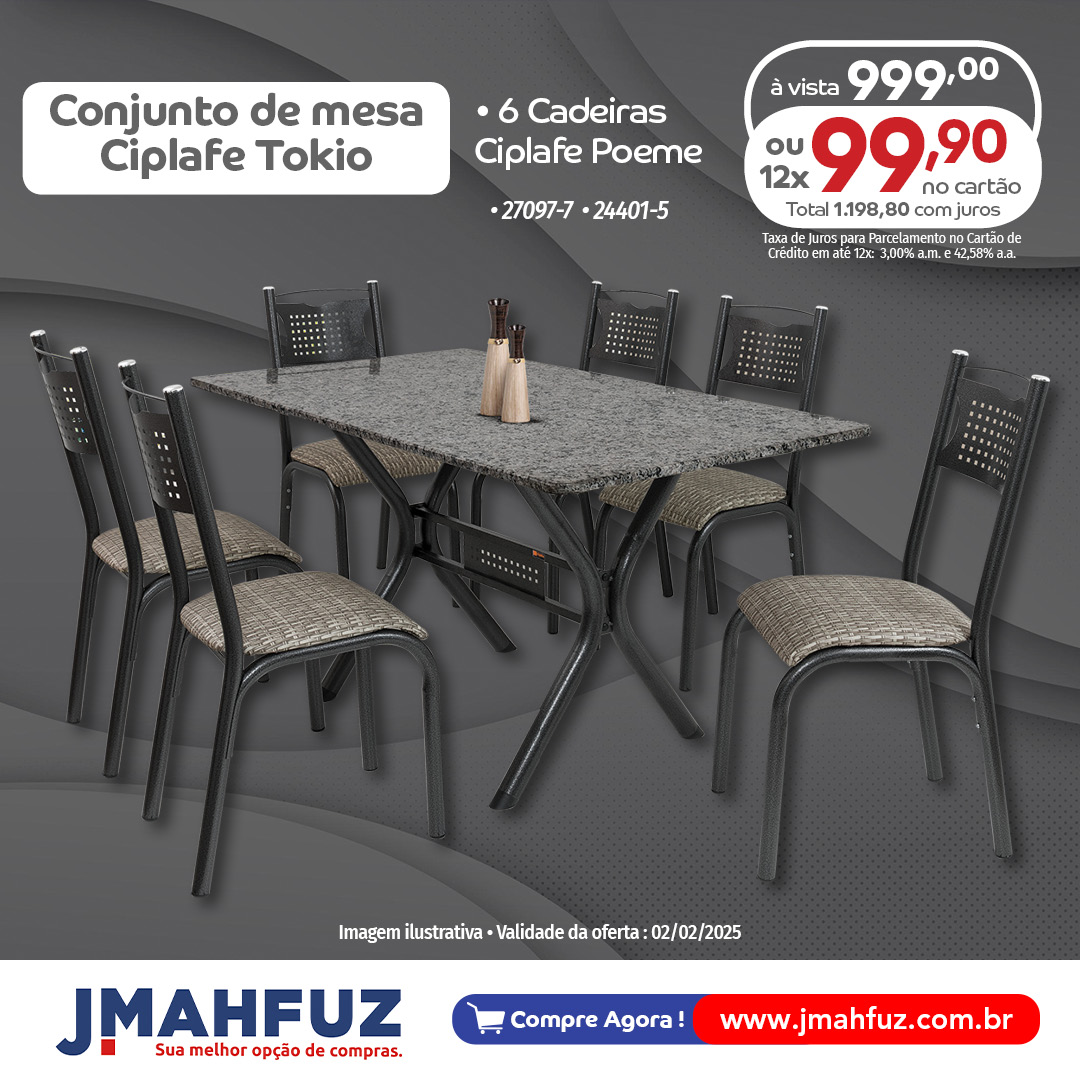 Conjunto de mesa
Ciplafe Tokio
• 6 Cadeiras
Ciplafe Poeme
• 27097-7 • 24401-5
à vista 999,00
ou 12x 99,90 no cartão
Total 1.198,80 com juros
Taxa de Juros para Parcelamento no Cartão de
Crédito em até 12x: 3,00% a.m. e 42,58% a.a.
Imagem ilustrativa • Validade da oferta : 02/02/2025
JMAHFUZ
Sua melhor opção de compras.
Compre Agora !
www.jmahfuz.com.br